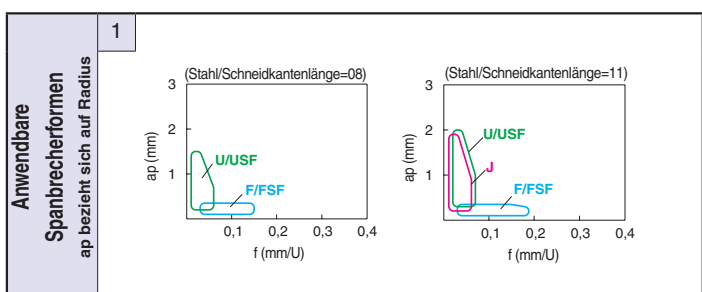 Anwendbare
Spanbrecherformen
ap bezieht sich auf Radius
1
(Stahl/Schneidkantenlänge=08)
3
2
1
ap (mm)
U/USF
F/FSF
0,1 0,2 0,3 0,4
f (mm/U)
(Stahl/Schneidkantenlänge=11)
3
2
1
ap (mm)
U/USF
J
F/FSF
0,1 0,2 0,3 0,4
f (mm/U)